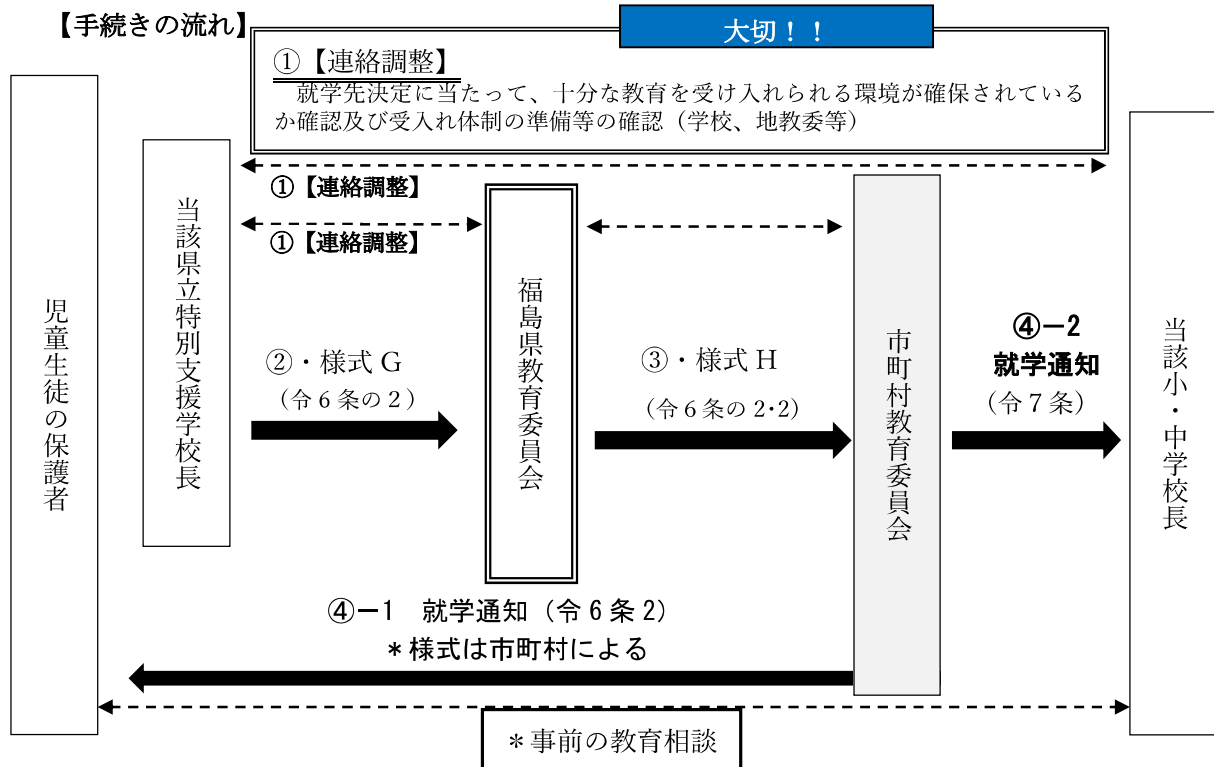 【手続きの流れ】
大切！！
①【連絡調整】
就学先決定に当たって、十分な教育を受け入れられる環境が確保されている
か確認及び受入れ体制の準備等の確認（学校、地教委等）
①【連絡調整】
①【連絡調整】
児童生徒の保護者
当該県立特別支援学校長
②・様式 G
（令６条の２）
福島県教育委員会
③・様式 H
（令６条の 2･2）
市町村教育委員会
④－2
就学通知
（令７条）
当該小・中学校長
④－1　就学通知（令６条２）
＊様式は市町村による
＊事前の教育相談